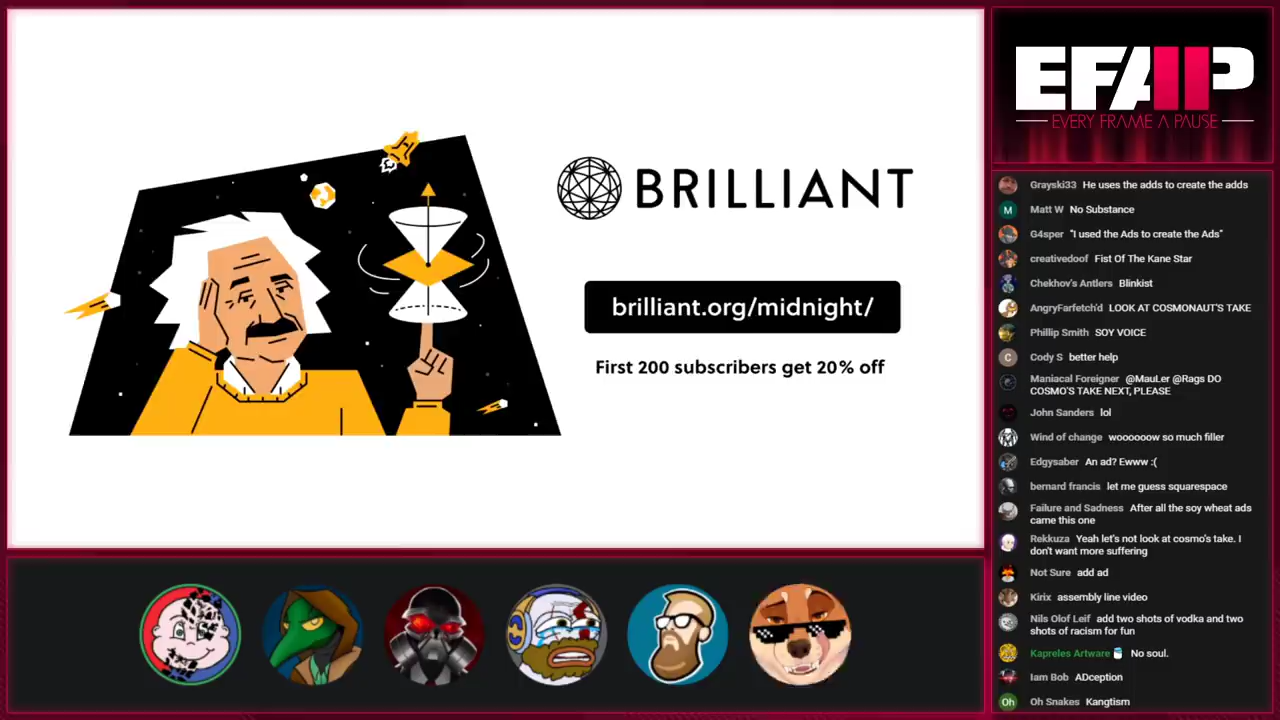 BRILLIANT
brilliant.org/midnight/
First 200 subscribers get 20% off
EFAP
EVERY FRAME A PAUSE
Grayski33 He uses the adds to create the adds
M
Matt W No Substance
G4sper “I used the Ads to create the Ads”
creativedoof Fist Of The Kane Star
Chekhov's Antlers Blinkist
AngryFarfetch'd LOOK AT COSMONAUT'S TAKE
Phillip Smith SOY VOICE
C
Cody S better help
Maniacal Foreigner @MauLer @Rags DO
COSMO'S TAKE NEXT, PLEASE
John Sanders lol
Wind of change woooooow so much filler
Edgysaber An ad? Ewww :(
bernard francis let me guess squarespace
Failure and Sadness After all the soy wheat ads
came this one
Rekkuza Yeah let's not look at cosmo's take. I
don't want more suffering
Not Sure add ad
Kirix assembly line video
Nils Olof Leif add two shots of vodka and two
shots of racism for fun
Kapreles Artware No soul.
Iam Bob ADception
Oh
Oh Snakes Kangtism